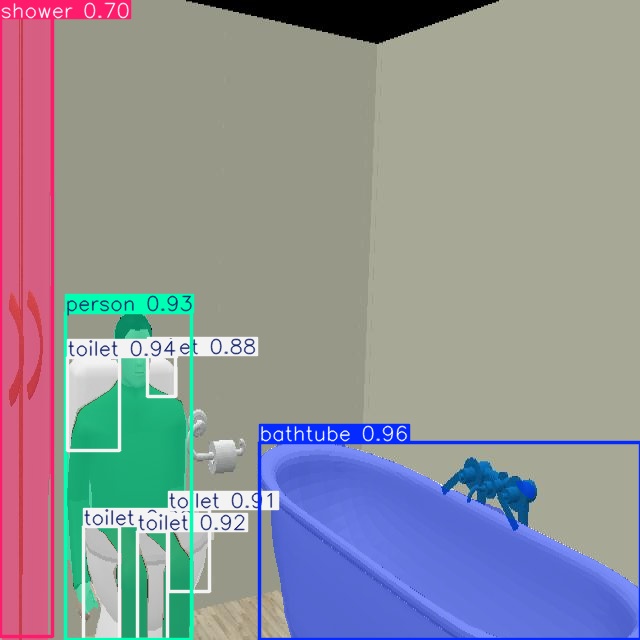 shower 0.70
person 0.93
toilet 0.94
et 0.88
bathtube 0.96
toilet 0.91
toilet
toilet 0.92